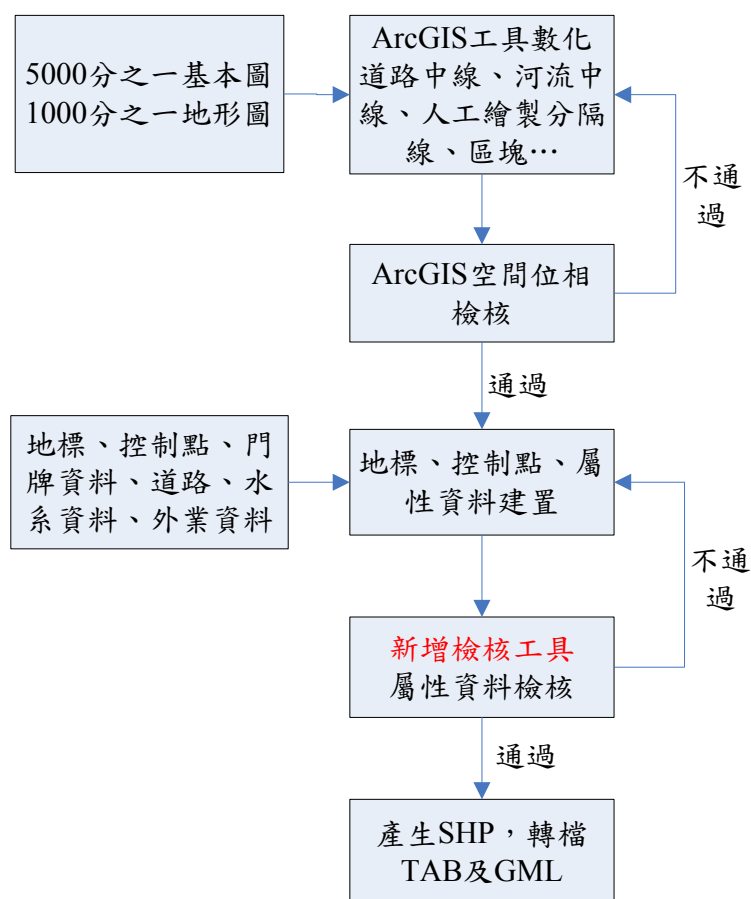 5000分之一基本圖
1000分之一地形圖
ArcGIS工具數化
道路中線、河流中
線、人工繪製分隔
線、區塊…
不通
過
ArcGIS空間位相
檢核
通過
地標、控制點、門
牌資料、道路、水
系資料、外業資料
地標、控制點、屬
性資料建置
不通
過
新增檢核工具
屬性資料檢核
通過
產生SHP，轉檔
TAB及GML